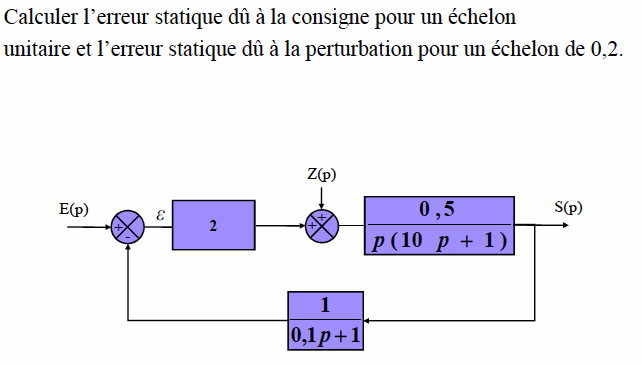 Calculer l’erreur statique dû à la consigne pour un échelon
unitaire et l’erreur statique dû à la perturbation pour un échelon de 0,2.
Z(p)
E(p)
ε
S(p)
+
-
2
+
+
0,5
p(10 p + 1)
1
0,1p+1